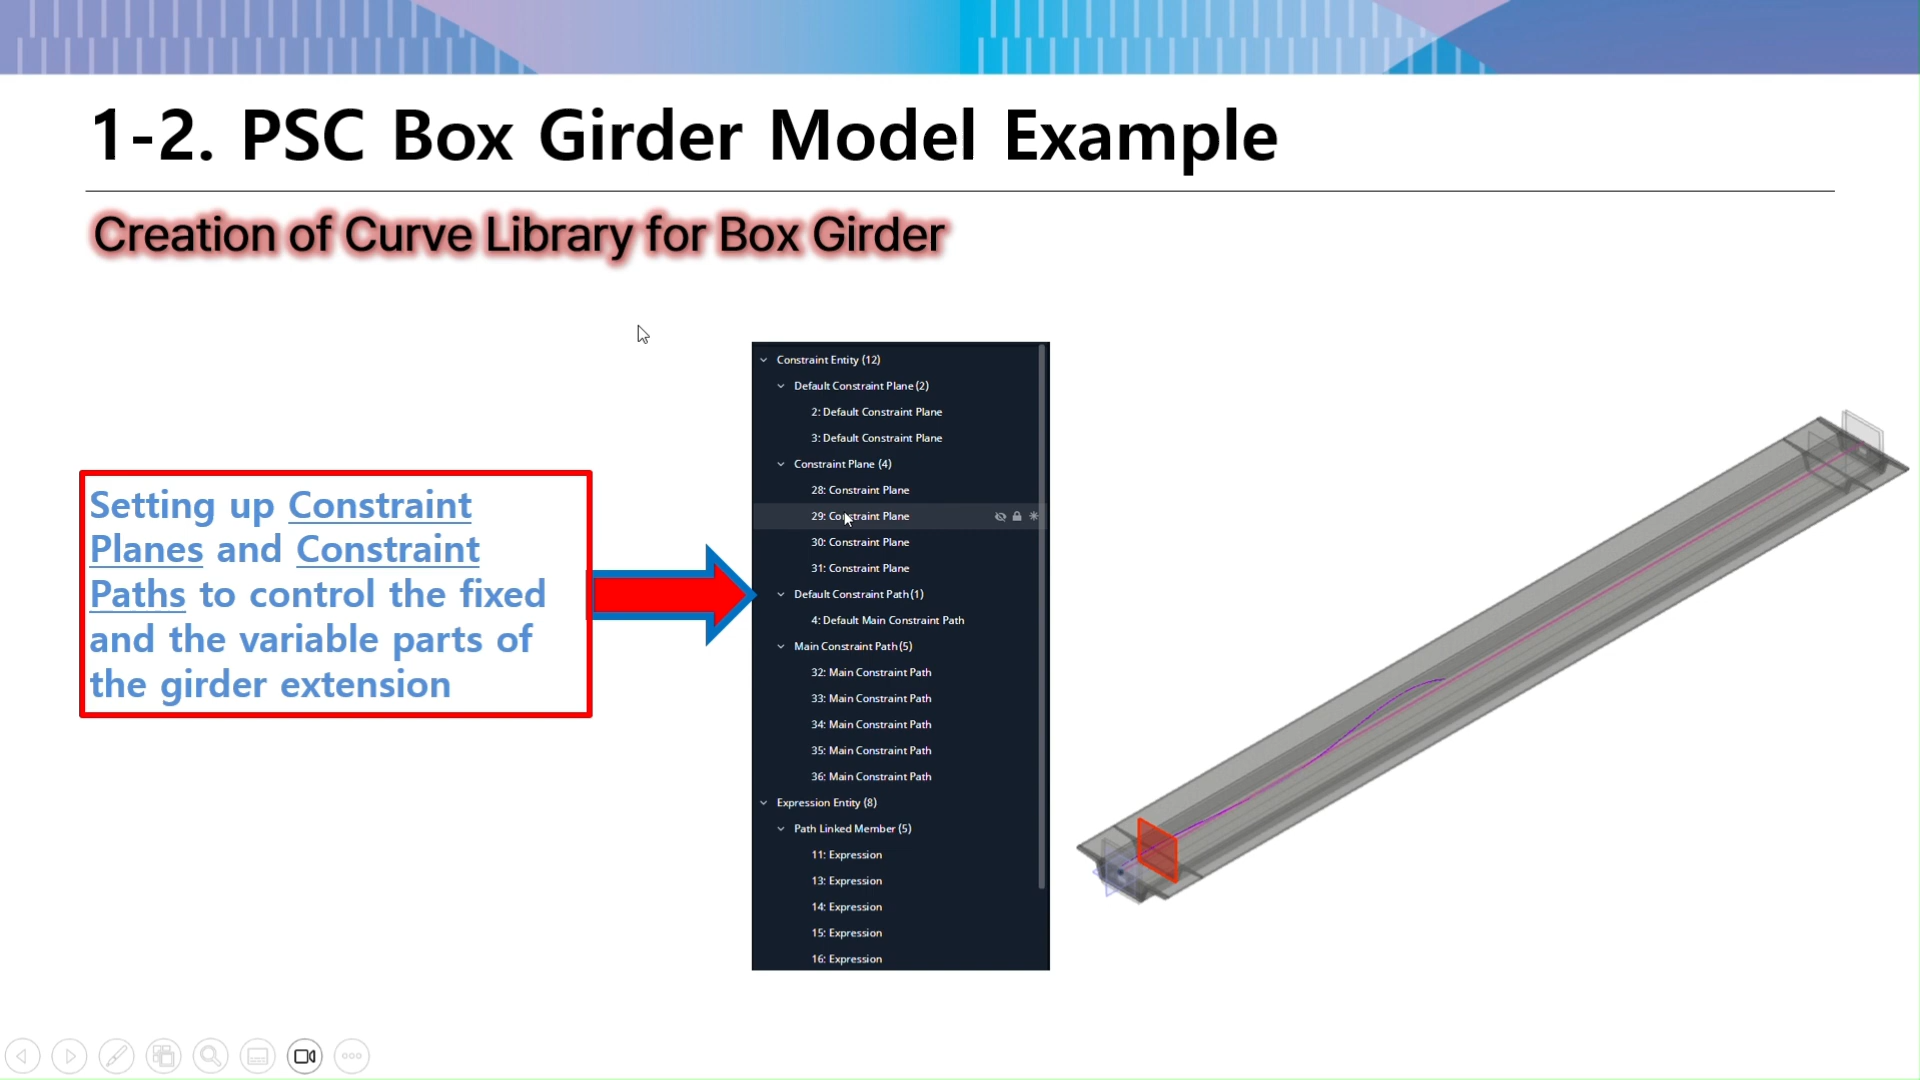 1-2. PSC Box Girder Model Example
Creation of Curve Library for Box Girder
Setting up Constraint
Planes and Constraint
Paths to control the fixed
and the variable parts of
the girder extension
Constraint Entity (12)
Default Constraint Plane (2)
2: Default Constraint Plane
3: Default Constraint Plane
Constraint Plane (4)
28: Constraint Plane
29: Constraint Plane
30: Constraint Plane
31: Constraint Plane
Default Constraint Path (1)
4: Default Main Constraint Path
Main Constraint Path (5)
32: Main Constraint Path
33: Main Constraint Path
34: Main Constraint Path
35: Main Constraint Path
36: Main Constraint Path
Expression Entity (8)
Path Linked Member (5)
11: Expression
13: Expression
14: Expression
15: Expression
16: Expression